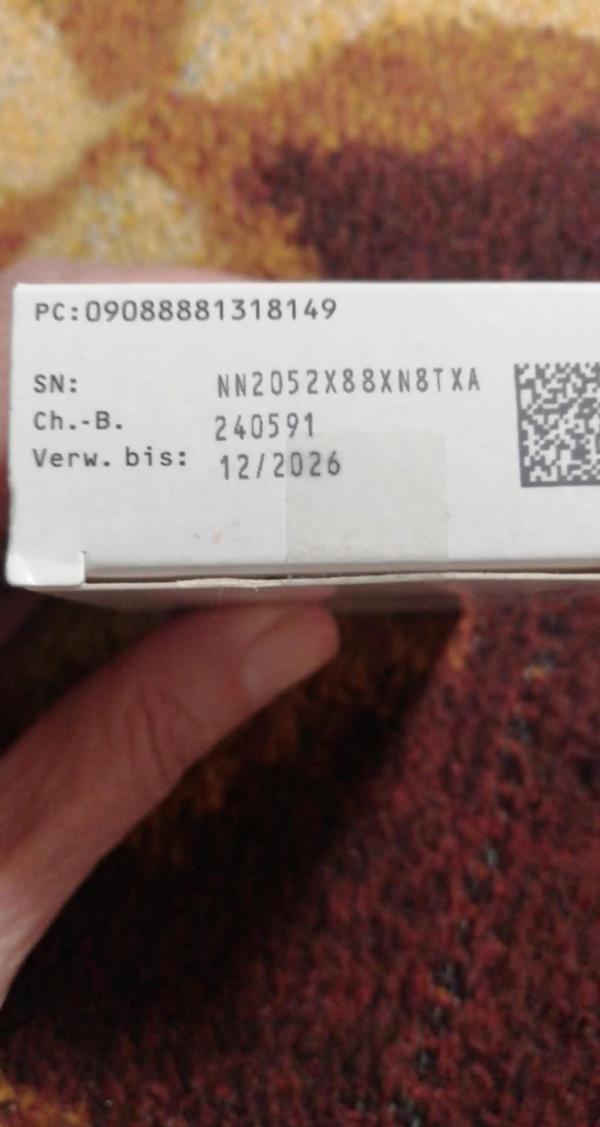 PC:09088881318149
SN: NN2052X88XN8TXA
Ch.-B. 240591
Verw. bis: 12/2026